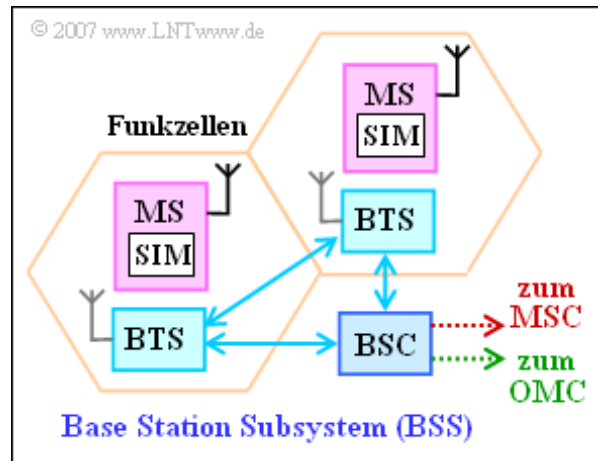 © 2007 www.LNTwww.de
MS
SIM
Funkzellen
BTS
MS
SIM
BTS
BSC
zum
MSC
zum
OMC
Base Station Subsystem (BSS)